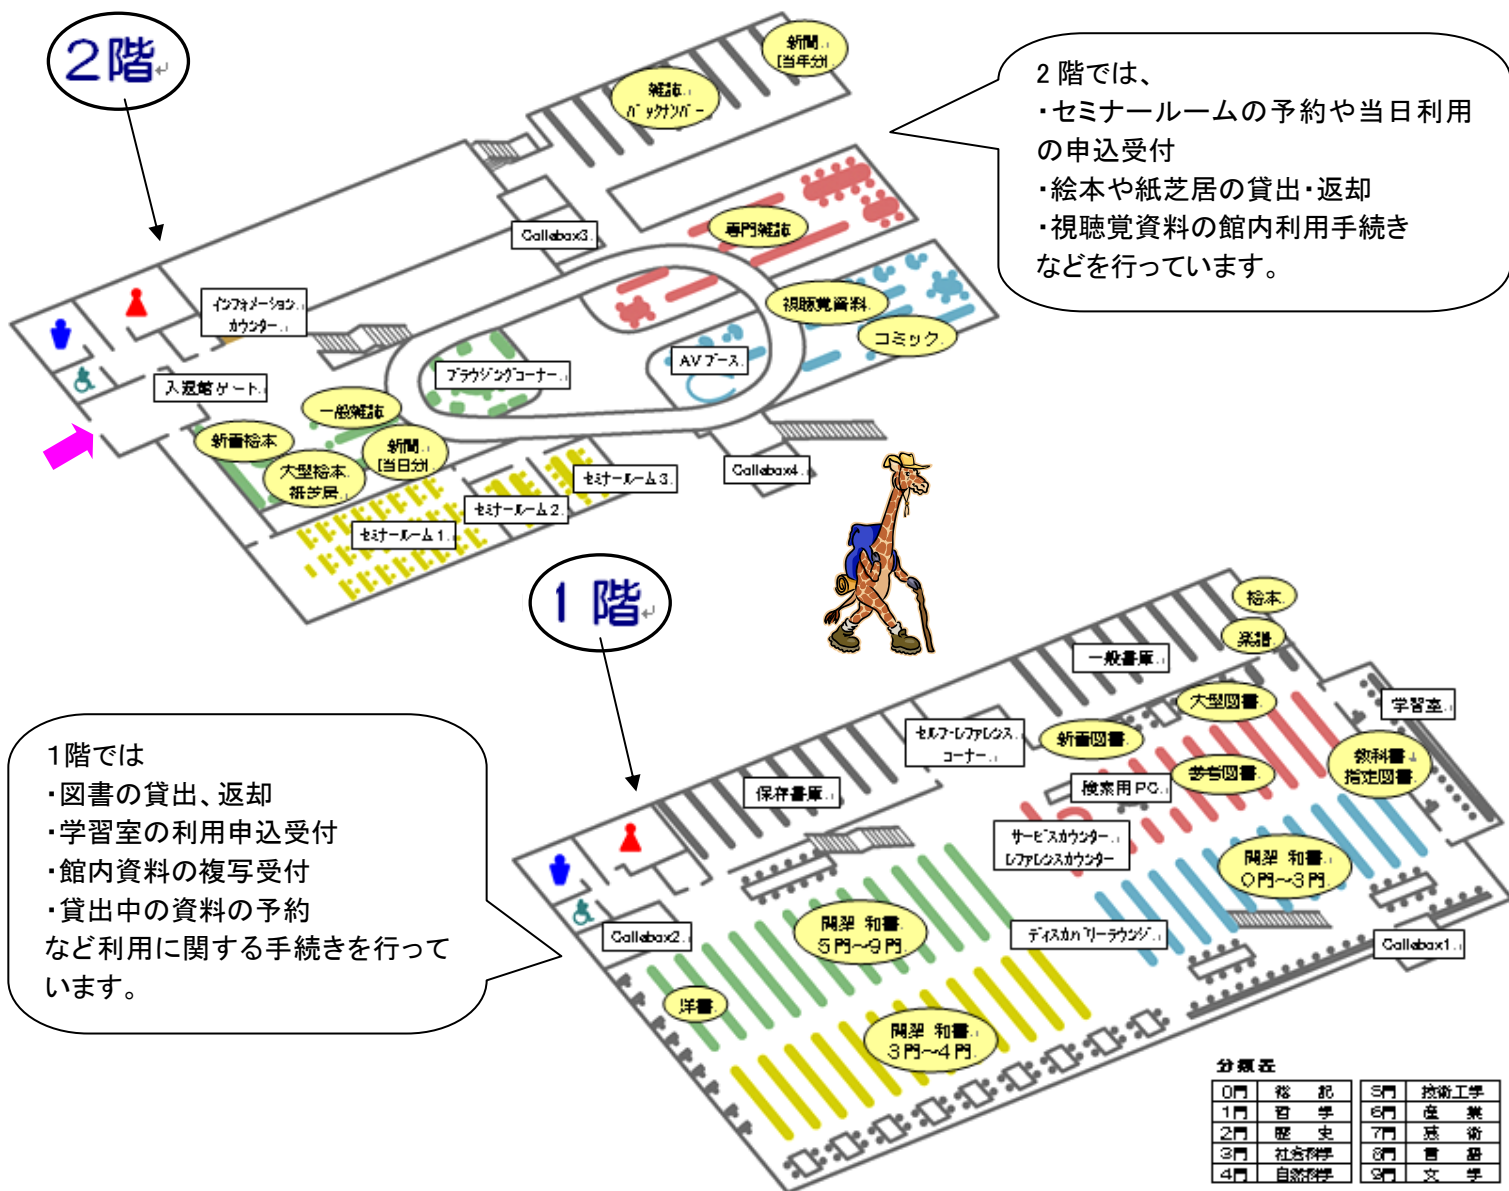 2階
新聞
[当年分]
雑誌
バックナンバー
2階では、
・セミナールームの予約や当日利用
の申込受付
・絵本や紙芝居の貸出・返却
・視聴覚資料の館内利用手続き
などを行っています。
専門雑誌
Collabox3
インフォメーション
カウンター
視聴覚資料
コミック
AVブース
ブラウジングコーナー
入退館ゲート
一般雑誌
新着絵本
新聞
[当日分]
大型絵本
紙芝居
セミナールーム3
セミナールーム2
セミナールーム1
Collabox4
1階
絵本
楽譜
一般書庫
大型図書
学習室
セルフ・レファレンス
コーナー
新着図書
教科書
指定図書
参考図書
検索用PC
保存書庫
サービスカウンター
レファレンスカウンター
開架 和書
0門~3門
1階では
・図書の貸出、返却
・学習室の利用申込受付
・館内資料の複写受付
・貸出中の資料の予約
など利用に関する手続きを行って
います。
Collabox2
開架 和書
5門~9門
ディスカバリーラウンジ
Collabox1
洋書
開架 和書
3門~4門
分類表
0門 総記 5門 技術工学
1門 哲学 6門 産業
2門 歴史 7門 芸術
3門 社会科学 8門 言語
4門 自然科学 9門 文学